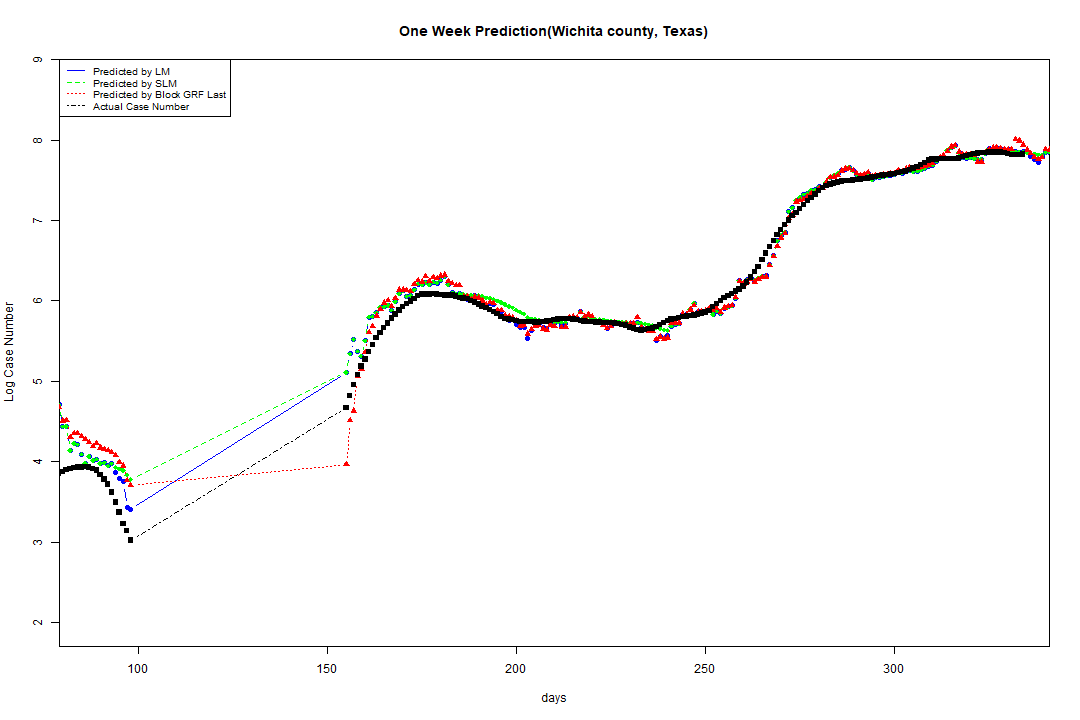 One Week Prediction(Wichita county, Texas)
Predicted by LM
Predicted by SLM
Predicted by Block GRF Last
Actual Case Number
9
8
7
6
5
4
3
2
Log Case Number
100 150 200 250 300
days